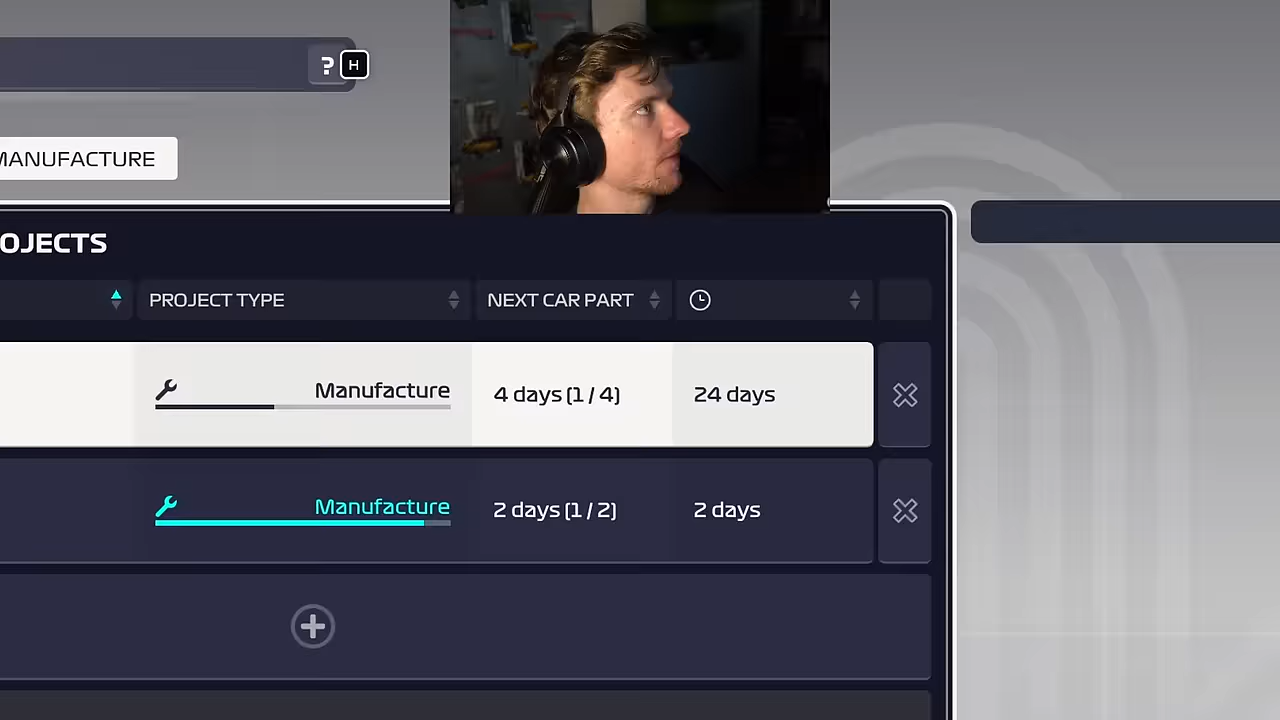 ? H
MANUFACTURE
OJECTS
PROJECT TYPE NEXT CAR PART
Manufacture 4 days (1 / 4) 24 days
Manufacture 2 days (1 / 2) 2 days